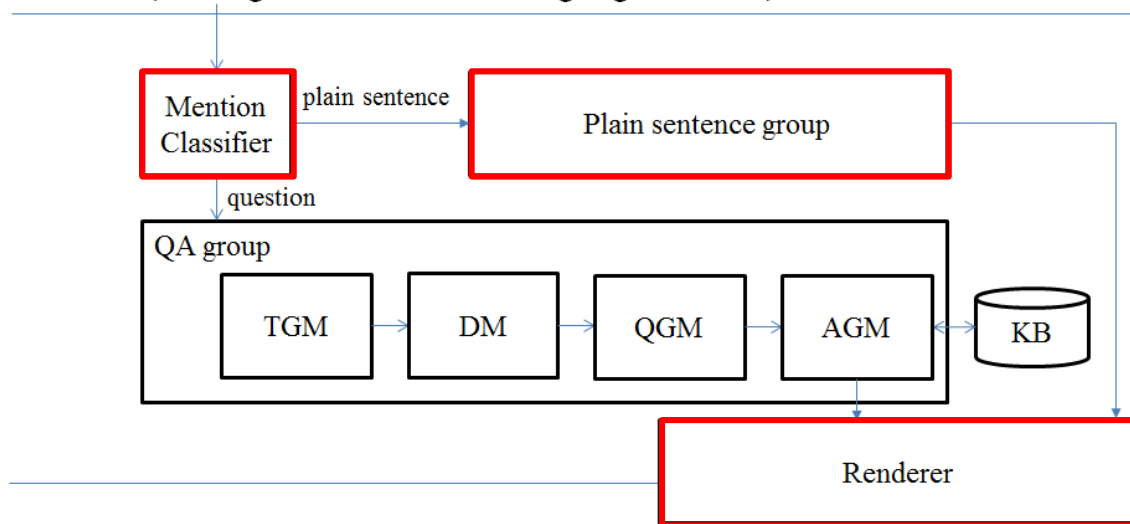 Mention
Classifier
plain sentence
Plain sentence group
question
QA group
TGM
DM
QGM
AGM
KB
Renderer